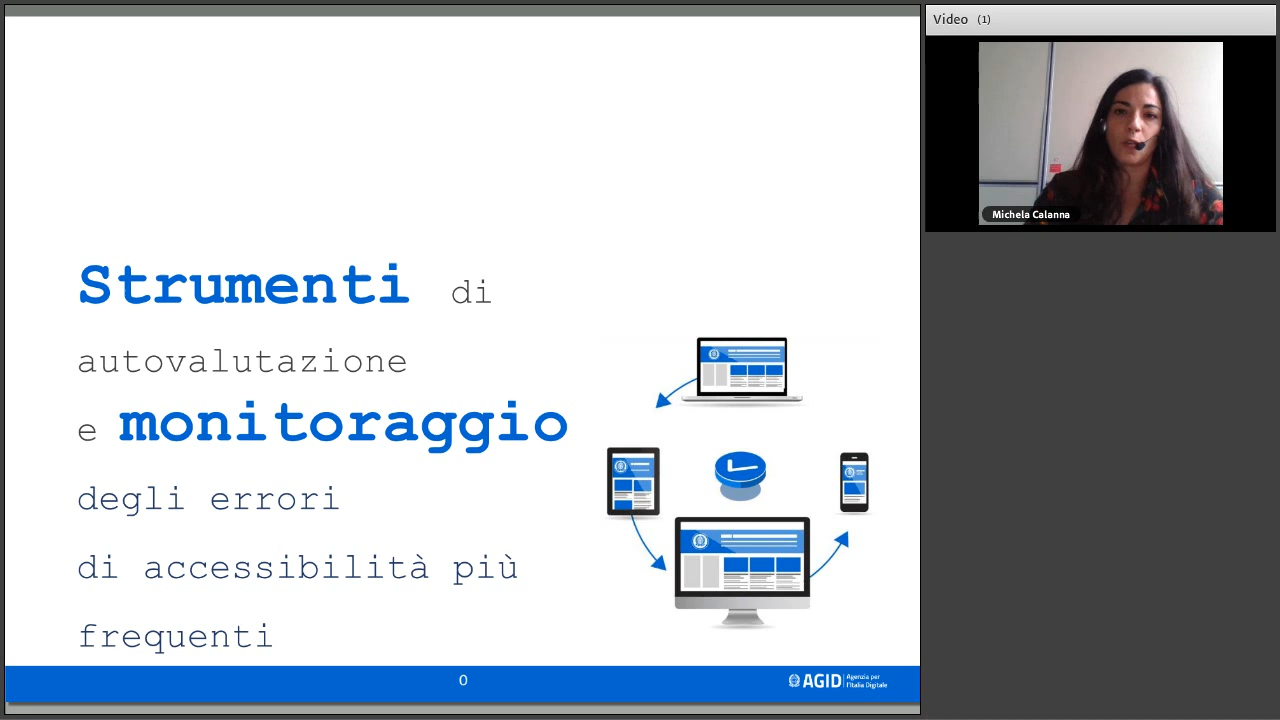 Strumenti di
autovalutazione
e monitoraggio
degli errori
di accessibilità più
frequenti
0
AGID Agenzia per
l'Italia Digitale
Video (1)
Michela Calanna